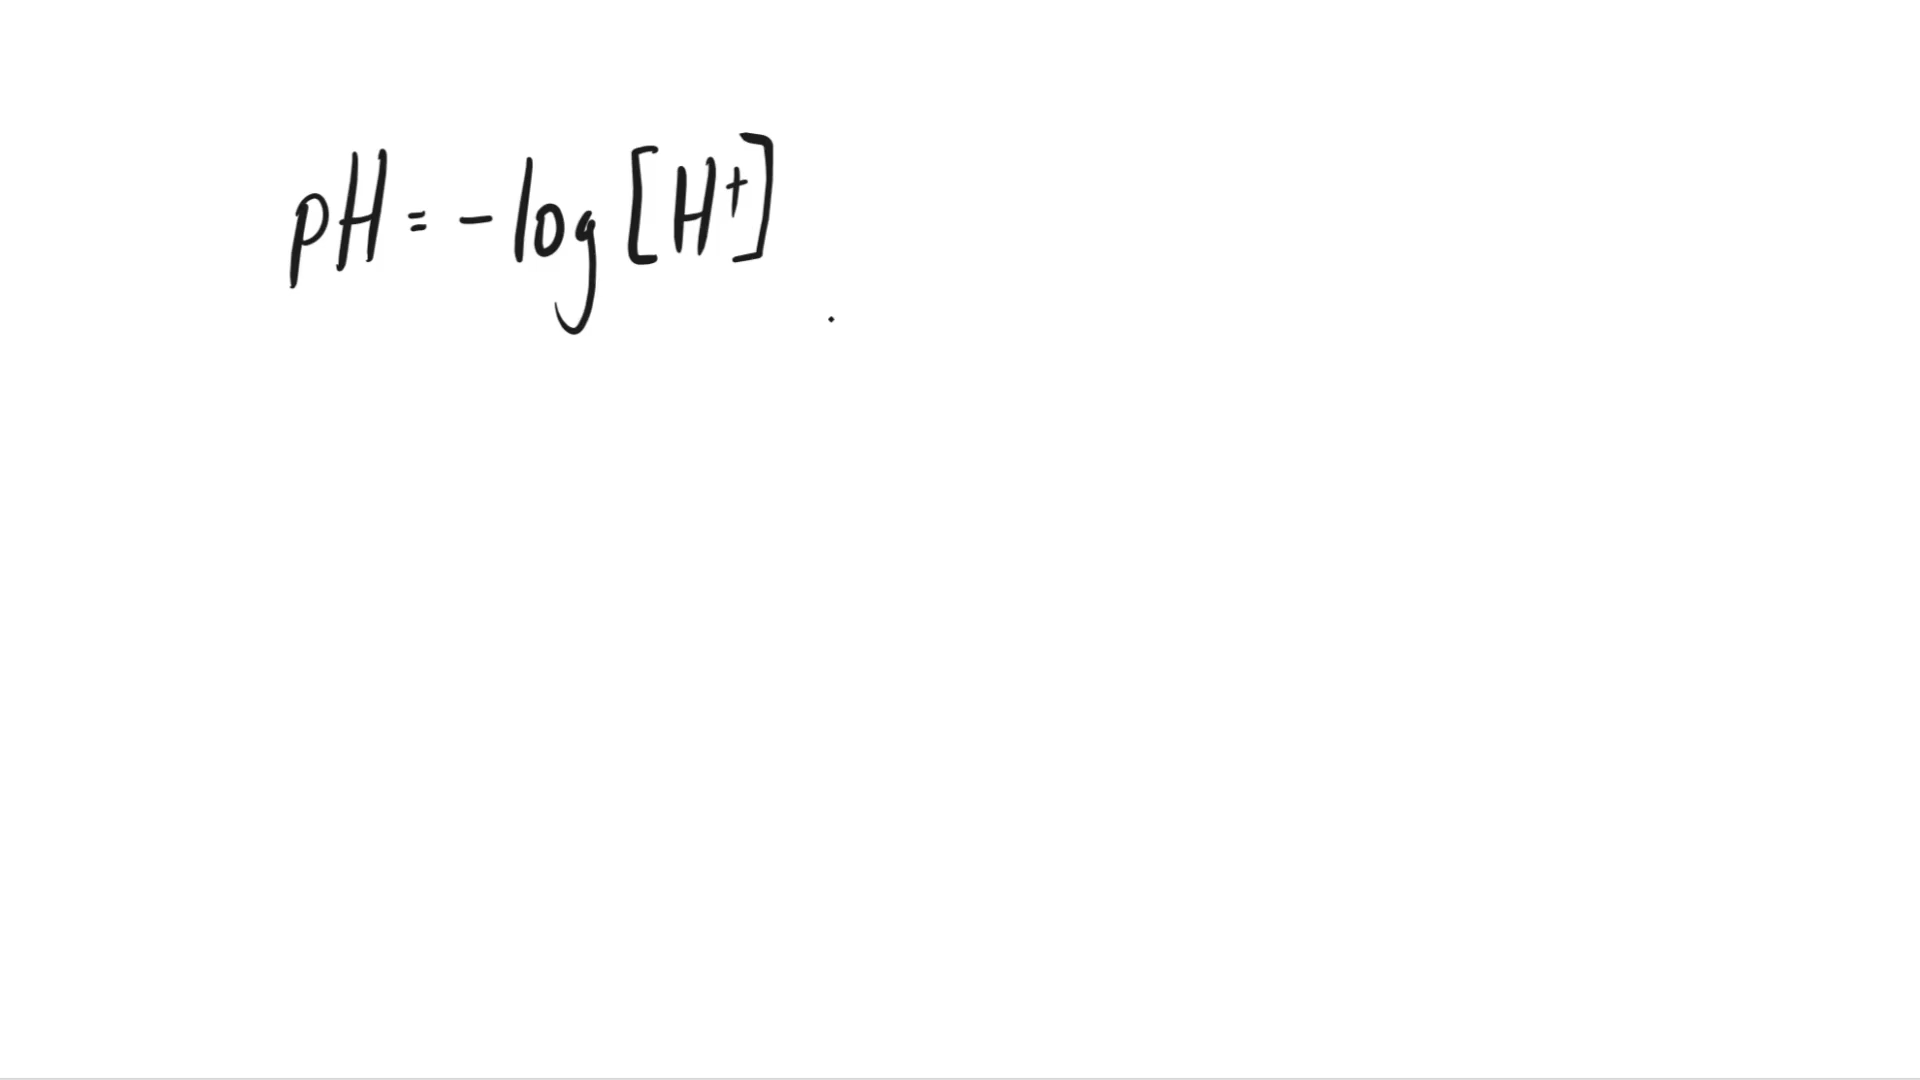 pH = - log [H⁺]